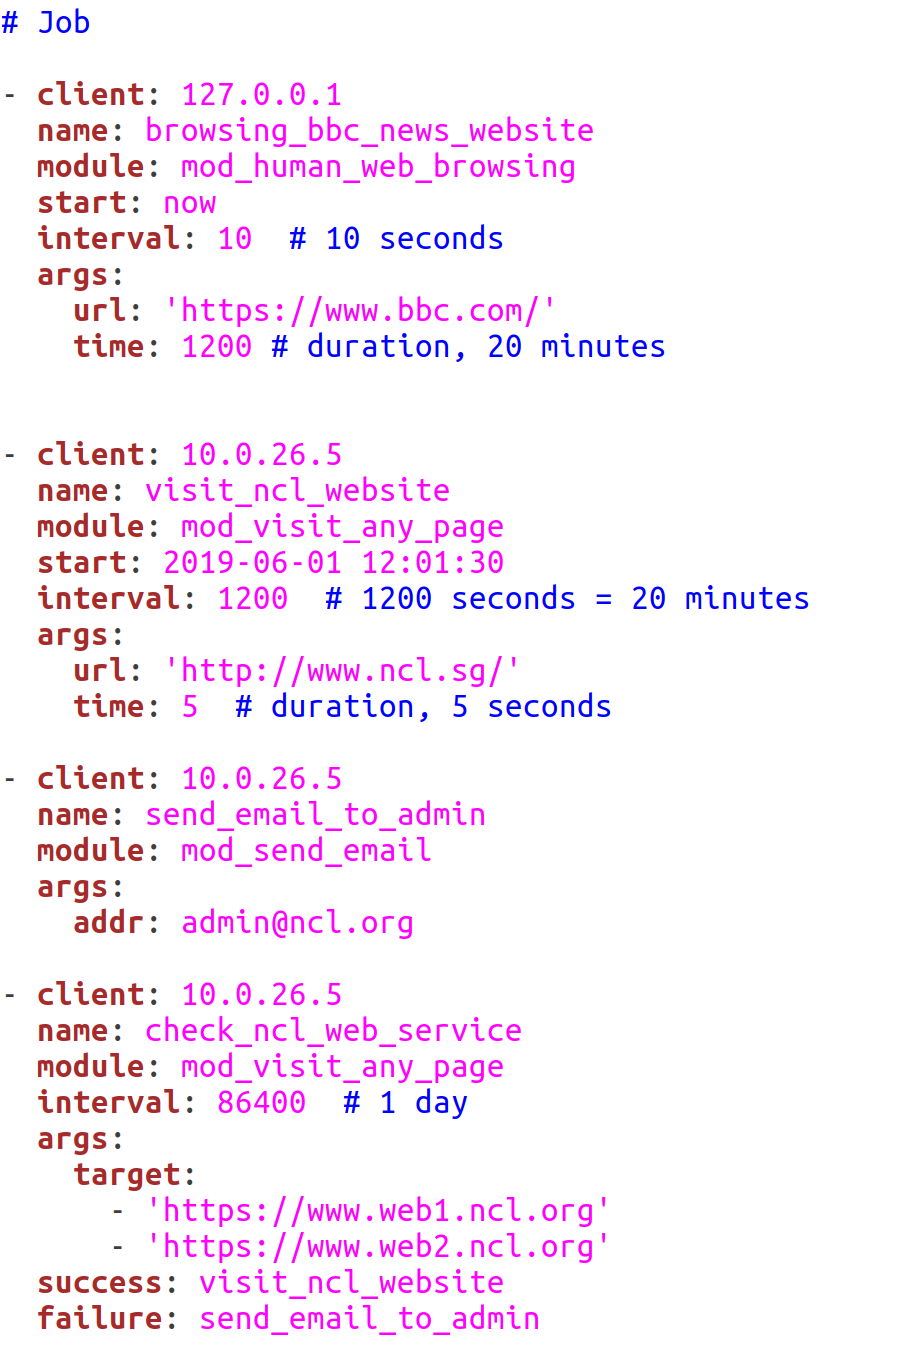 # Job
- client: 127.0.0.1
name: browsing_bbc_news_website
module: mod_human_web_browsing
start: now
interval: 10  # 10 seconds
args:
url: 'https://www.bbc.com/'
time: 1200 # duration, 20 minutes
- client: 10.0.26.5
name: visit_ncl_website
module: mod_visit_any_page
start: 2019-06-01 12:01:30
interval: 1200  # 1200 seconds = 20 minutes
args:
url: 'http://www.ncl.sg/'
time: 5  # duration, 5 seconds
- client: 10.0.26.5
name: send_email_to_admin
module: mod_send_email
args:
addr: admin@ncl.org
- client: 10.0.26.5
name: check_ncl_web_service
module: mod_visit_any_page
interval: 86400  # 1 day
args:
target:
- 'https://www.web1.ncl.org'
- 'https://www.web2.ncl.org'
success: visit_ncl_website
failure: send_email_to_admin